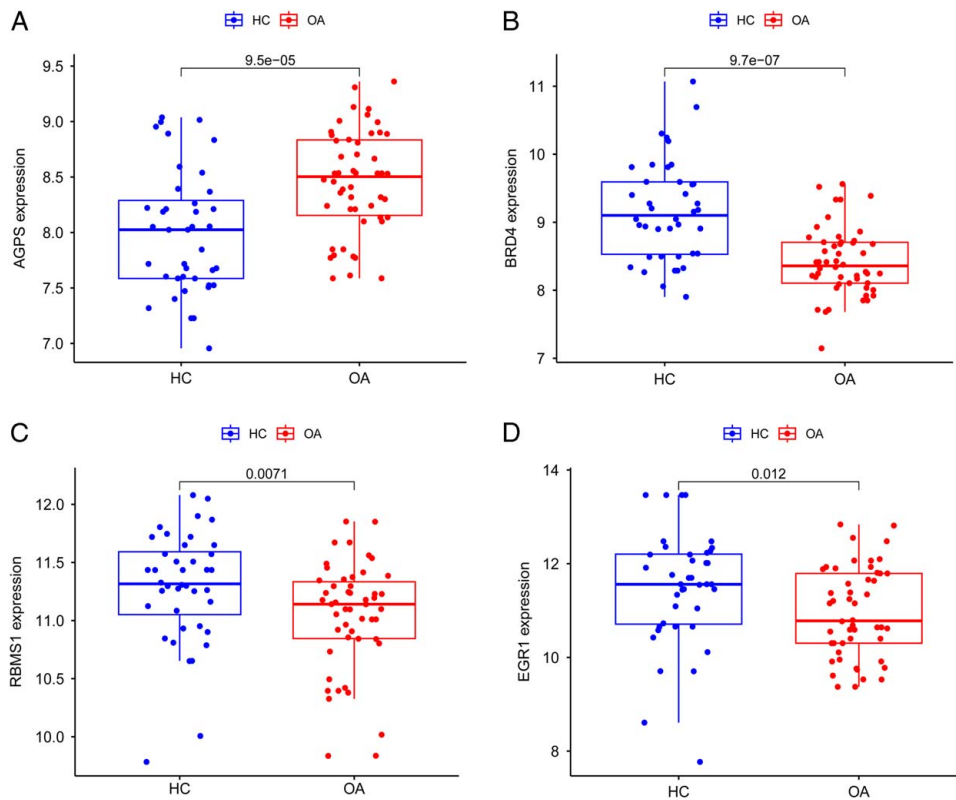 A
HC OA
9.5e−05
9.5
9.0
8.5
8.0
7.5
7.0
AGPS expression
HC OA
B
HC OA
9.7e−07
11
10
9
8
7
BRD4 expression
HC OA
C
HC OA
0.0071
12.0
11.5
11.0
10.5
10.0
RBMS1 expression
HC OA
D
HC OA
0.012
14
12
10
8
EGR1 expression
HC OA